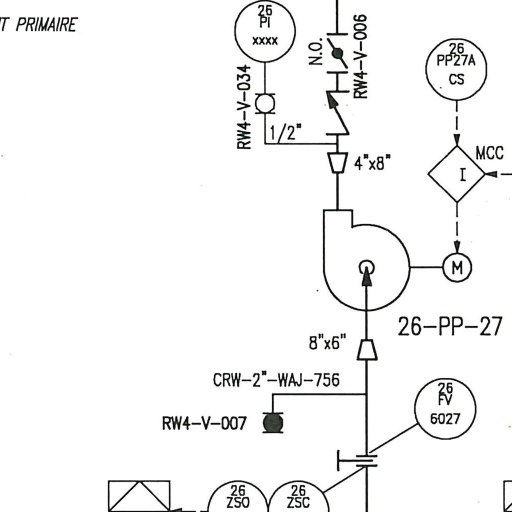 T PRIMAIRE
26
PI
xxxx
N.O.
RW4-V-006
26
PP27A
CS
RW4-V-034
1/2"
4"x8"
MCC
I
M
26-PP-27
8"x6"
CRW-2"-WAJ-756
RW4-V-007
26
FV
6027
26
ZSO
26
ZSC